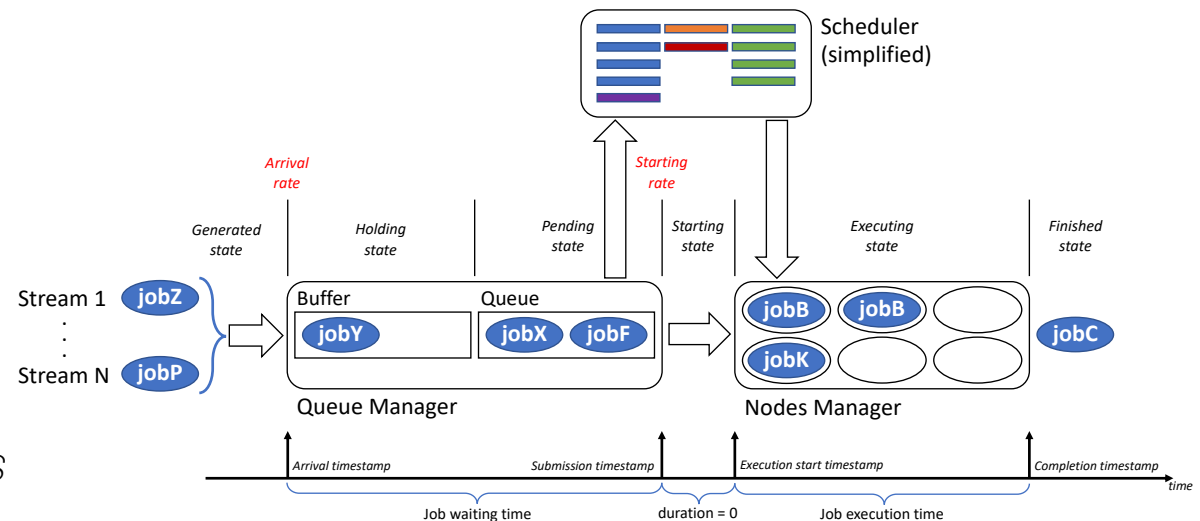 Scheduler
(simplified)
Arrival
rate
Starting
rate
Generated
state
Holding
state
Pending
state
Starting
state
Executing
state
Finished
state
Stream 1
jobZ
.
.
.
Stream N
jobP
Buffer
jobY
Queue
jobX
jobF
Queue Manager
jobB
jobB
jobK
Nodes Manager
jobC
Arrival timestamp
Submission timestamp
Execution start timestamp
Completion timestamp
time
Job waiting time
duration = 0
Job execution time